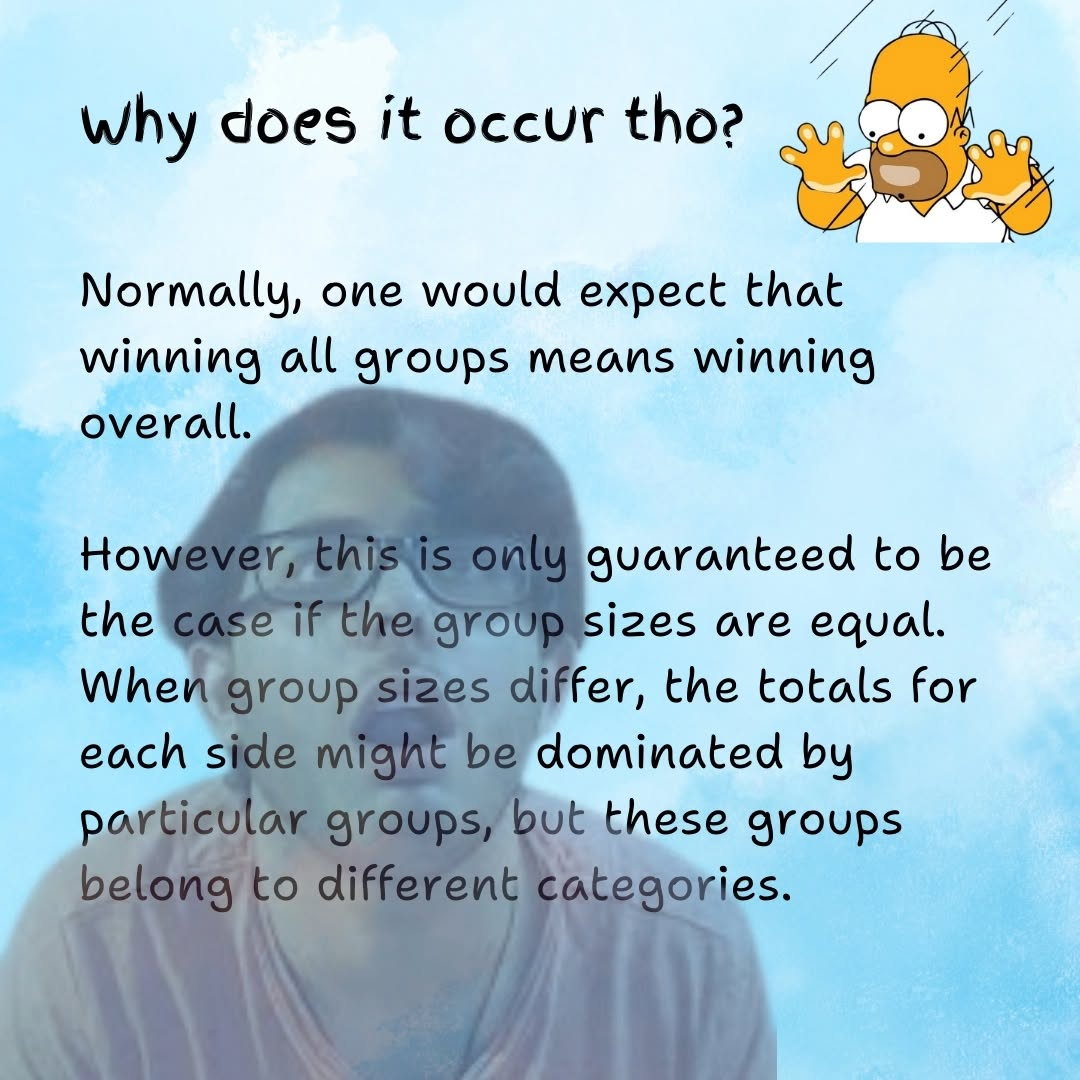 Why does it occur tho?
Normally, one would expect that
winning all groups means winning
overall.
However, this is only guaranteed to be
the case if the group sizes are equal.
When group sizes differ, the totals for
each side might be dominated by
particular groups, but these groups
belong to different categories.